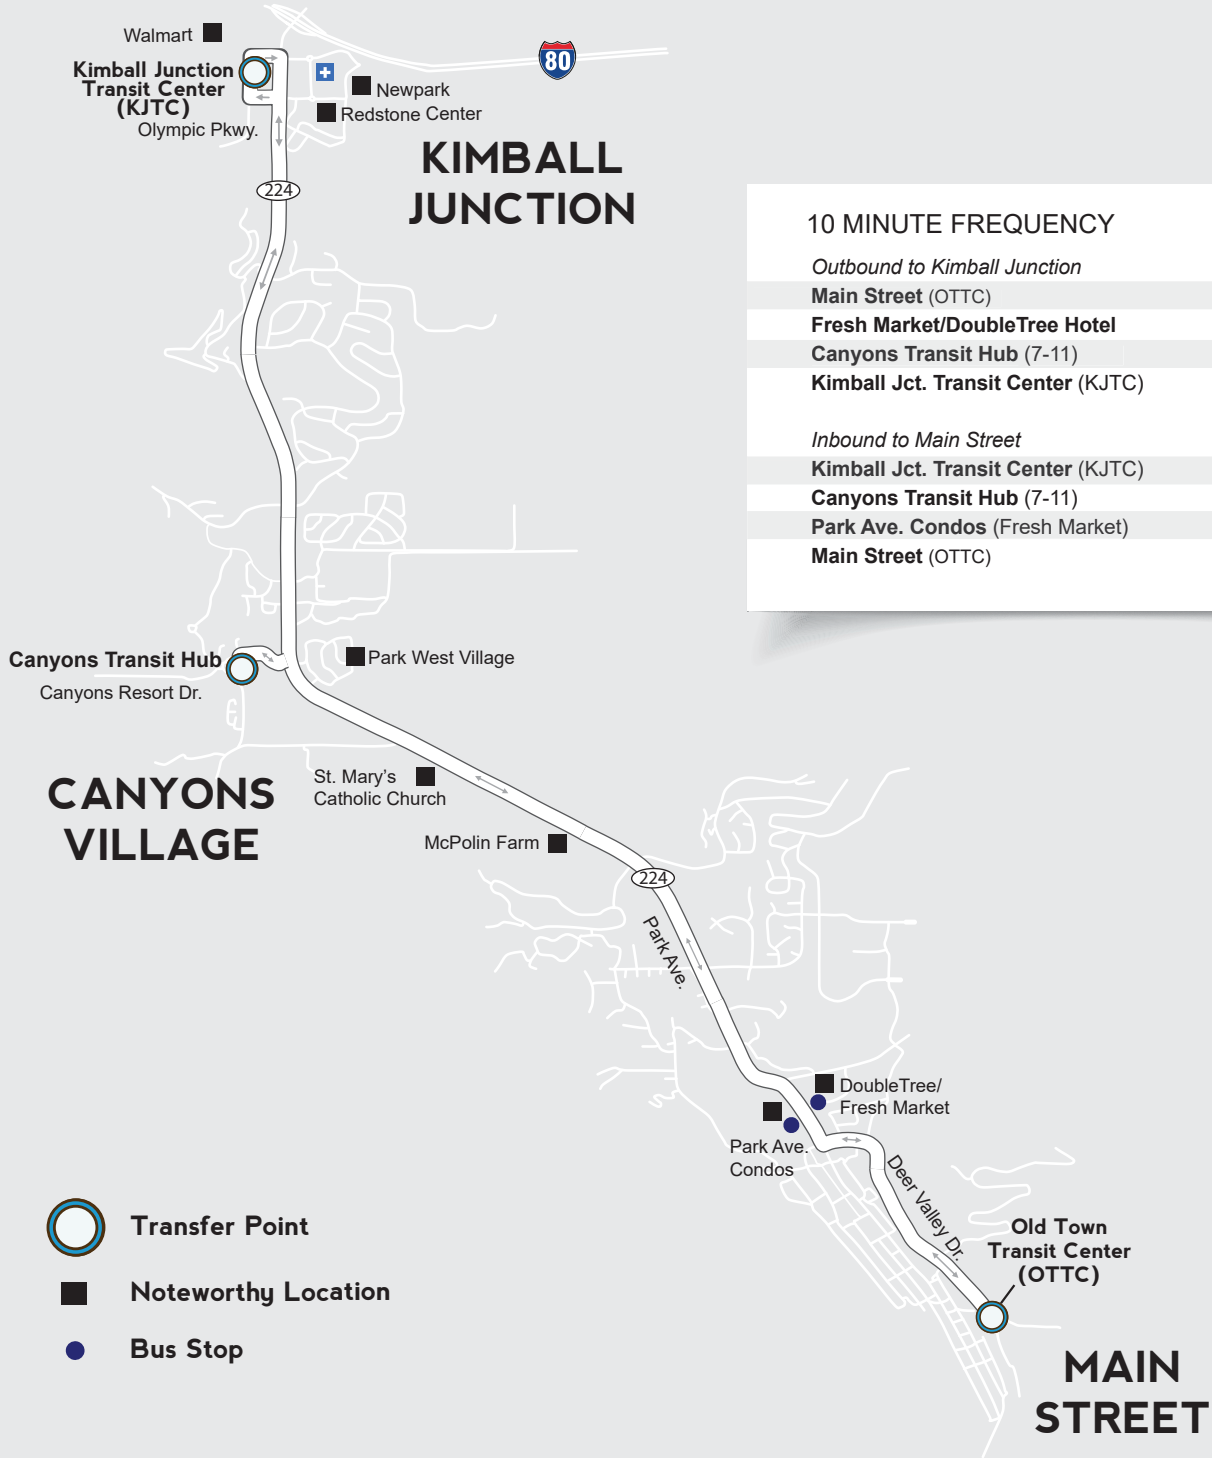 Walmart
Kimball Junction
Transit Center
(KJTC)
Olympic Pkwy.
80
Newpark
Redstone Center
KIMBALL
JUNCTION
224
10 MINUTE FREQUENCY
Outbound to Kimball Junction
Main Street (OTTC)
Fresh Market/DoubleTree Hotel
Canyons Transit Hub (7-11)
Kimball Jct. Transit Center (KJTC)
Inbound to Main Street
Kimball Jct. Transit Center (KJTC)
Canyons Transit Hub (7-11)
Park Ave. Condos (Fresh Market)
Main Street (OTTC)
Canyons Transit Hub
Canyons Resort Dr.
Park West Village
CANYONS
VILLAGE
St. Mary's
Catholic Church
McPolin Farm
224
Park Ave.
DoubleTree/
Fresh Market
Park Ave.
Condos
Deer Valley Dr.
Old Town
Transit Center
(OTTC)
MAIN
STREET
Transfer Point
Noteworthy Location
Bus Stop